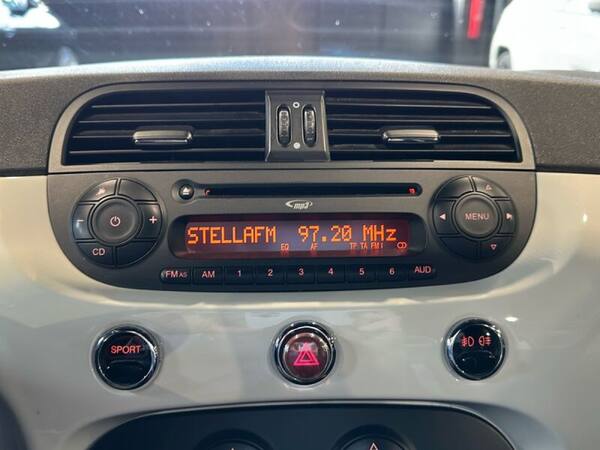 mp3
STELLAFM 97.20 MHz
EQ AF TP TA FM1
- +
CD
MENU
FM AS AM 1 2 3 4 5 6 AUD
SPORT